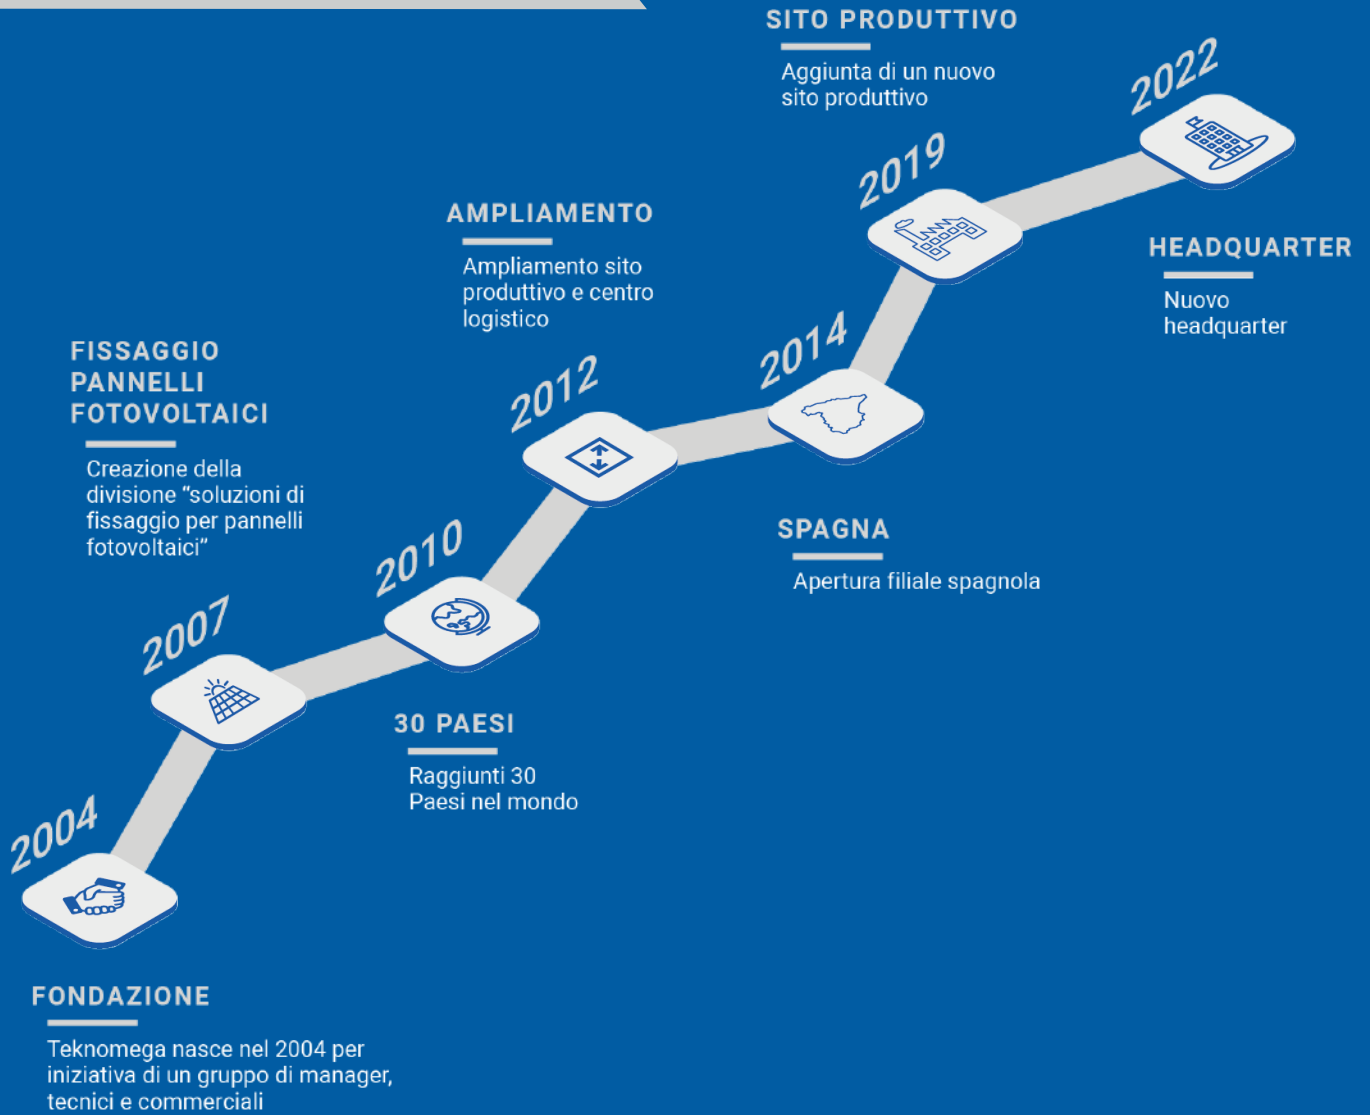 2004
FONDAZIONE
Teknomega nasce nel 2004 per
iniziativa di un gruppo di manager,
tecnici e commerciali
2007
FISSAGGIO
PANNELLI
FOTOVOLTAICI
Creazione della
divisione “soluzioni di
fissaggio per pannelli
fotovoltaici”
2010
30 PAESI
Raggiunti 30
Paesi nel mondo
2012
AMPLIAMENTO
Ampliamento sito
produttivo e centro
logistico
2014
SPAGNA
Apertura filiale spagnola
2019
SITO PRODUTTIVO
Aggiunta di un nuovo
sito produttivo
2022
HEADQUARTER
Nuovo
headquarter